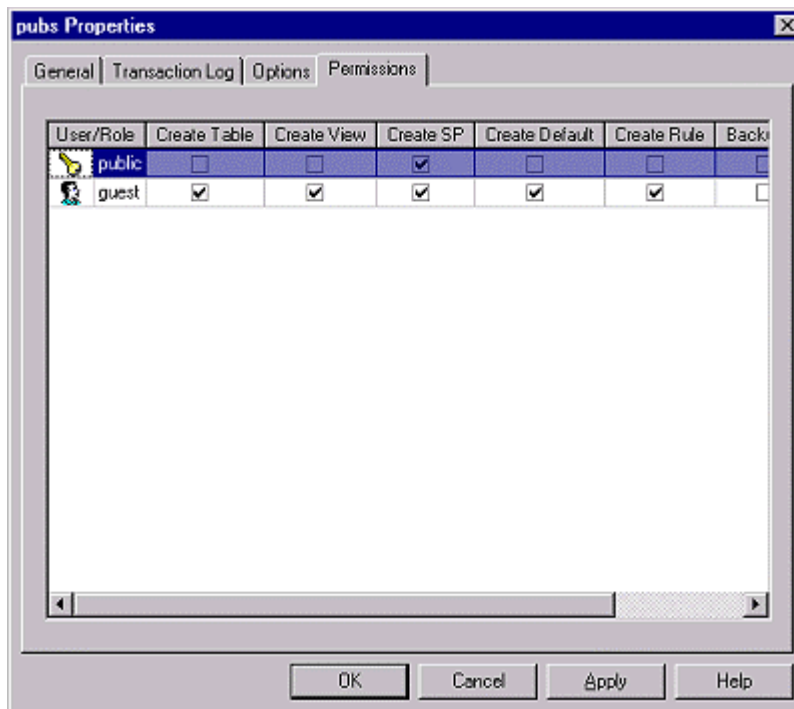 pubs Properties
General Transaction Log Options Permissions
User/Role Create Table Create View Create SP Create Default Create Rule
public
guest
OK Cancel Apply Help